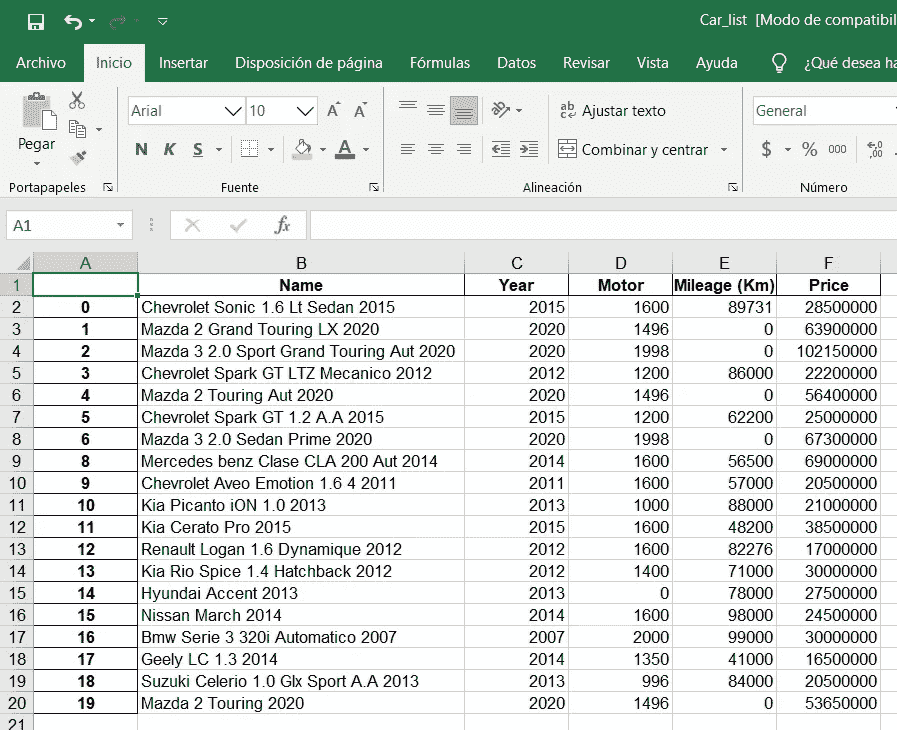 Car_list [Modo de compatibil
Archivo Inicio Insertar Disposición de página Fórmulas Datos Revisar Vista Ayuda ¿Qué desea ha
Arial 10 ab Ajustar texto General
Pegar N K S A Combinar y centrar $ % 000
Portapapeles Fuente Alineación Número
A1 fx
A B C D E F
1 Name Year Motor Mileage (Km) Price
2 0 Chevrolet Sonic 1.6 Lt Sedan 2015 2015 1600 89731 28500000
3 1 Mazda 2 Grand Touring LX 2020 2020 1496 0 63900000
4 2 Mazda 3 2.0 Sport Grand Touring Aut 2020 2020 1998 0 102150000
5 3 Chevrolet Spark GT LTZ Mecanico 2012 2012 1200 86000 22200000
6 4 Mazda 2 Touring Aut 2020 2020 1496 0 56400000
7 5 Chevrolet Spark GT 1.2 A.A 2015 2015 1200 62200 25000000
8 6 Mazda 3 2.0 Sedan Prime 2020 2020 1998 0 67300000
9 8 Mercedes benz Clase CLA 200 Aut 2014 2014 1600 56500 69000000
10 9 Chevrolet Aveo Emotion 1.6 4 2011 2011 1600 57000 20500000
11 10 Kia Picanto iON 1.0 2013 2013 1000 88000 21000000
12 11 Kia Cerato Pro 2015 2015 1600 48200 38500000
13 12 Renault Logan 1.6 Dynamique 2012 2012 1600 82276 17000000
14 13 Kia Rio Spice 1.4 Hatchback 2012 2012 1400 71000 30000000
15 14 Hyundai Accent 2013 2013 0 78000 27500000
16 15 Nissan March 2014 2014 1600 98000 24500000
17 16 Bmw Serie 3 320i Automatico 2007 2007 2000 99000 30000000
18 17 Geely LC 1.3 2014 2014 1350 41000 16500000
19 18 Suzuki Celerio 1.0 Glx Sport A.A 2013 2013 996 84000 20500000
20 19 Mazda 2 Touring 2020 2020 1496 0 53650000
21